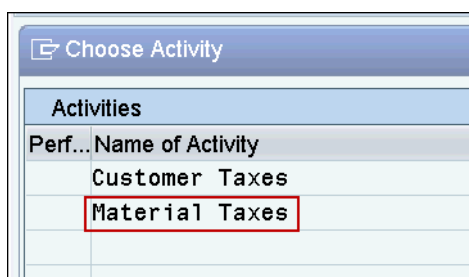 Choose Activity
Activities
Perf... Name of Activity
Customer Taxes
Material Taxes